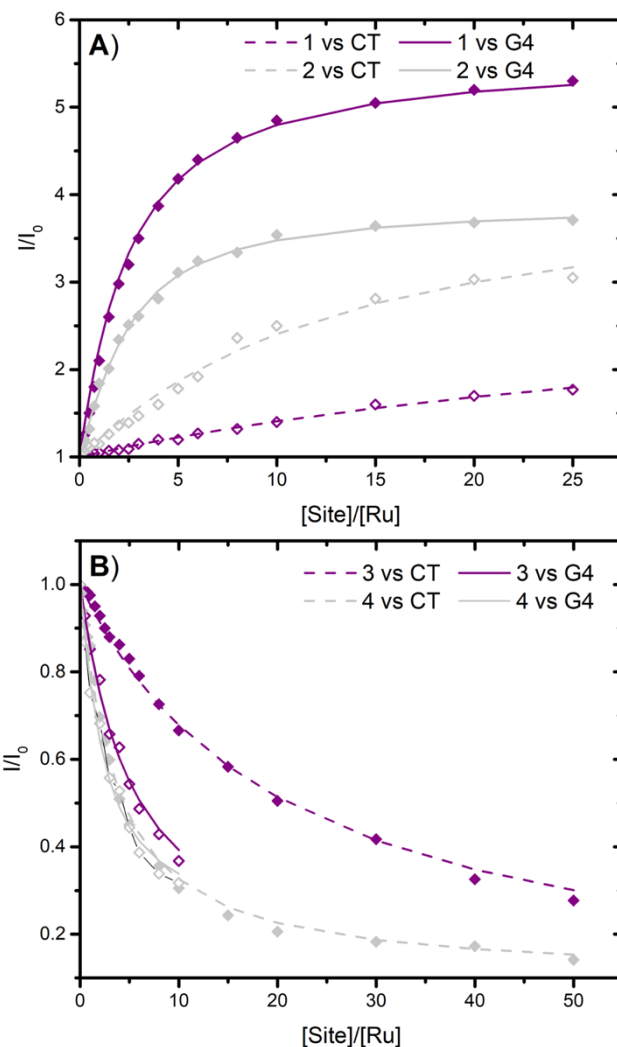 A)
1 vs CT 1 vs G4
2 vs CT 2 vs G4
6
5
4
3
2
1
I/I₀
0 5 10 15 20 25
[Site]/[Ru]
B)
3 vs CT 3 vs G4
4 vs CT 4 vs G4
1.0
0.8
0.6
0.4
0.2
I/I₀
0 10 20 30 40 50
[Site]/[Ru]